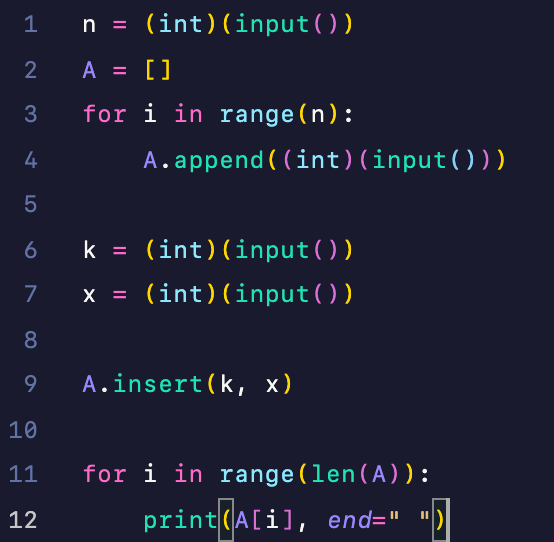 1 n = (int)(input())
2 A = []
3 for i in range(n):
4     A.append((int)(input()))
5
6 k = (int)(input())
7 x = (int)(input())
8
9 A.insert(k, x)
10
11 for i in range(len(A)):
12     print(A[i], end=" ")